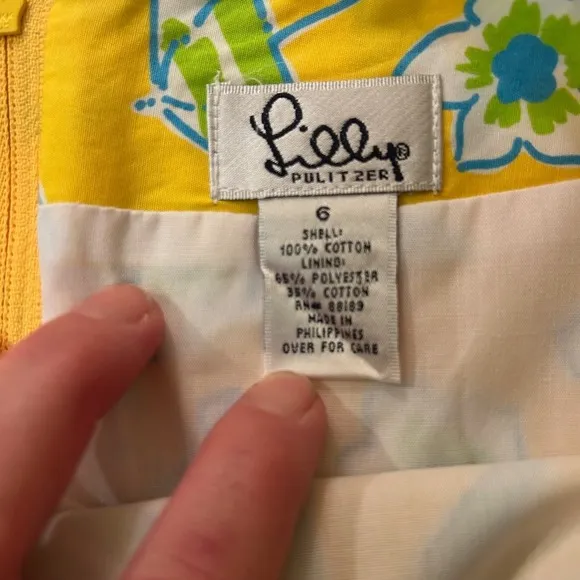 Lilly®
PULITZER
6
SHELL:
100% COTTON
LINING:
65% POLYESTER
35% COTTON
RN# 88189
MADE IN
PHILIPPINES
OVER FOR CARE